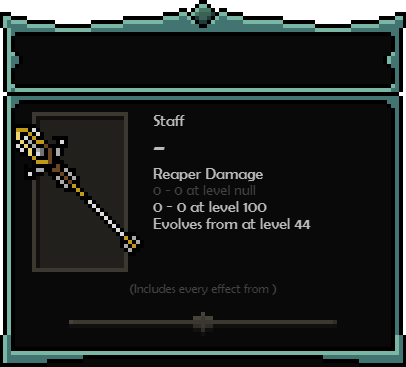 Staff
–
Reaper Damage
0 - 0 at level null
0 - 0 at level 100
Evolves from at level 44
(Includes every effect from )